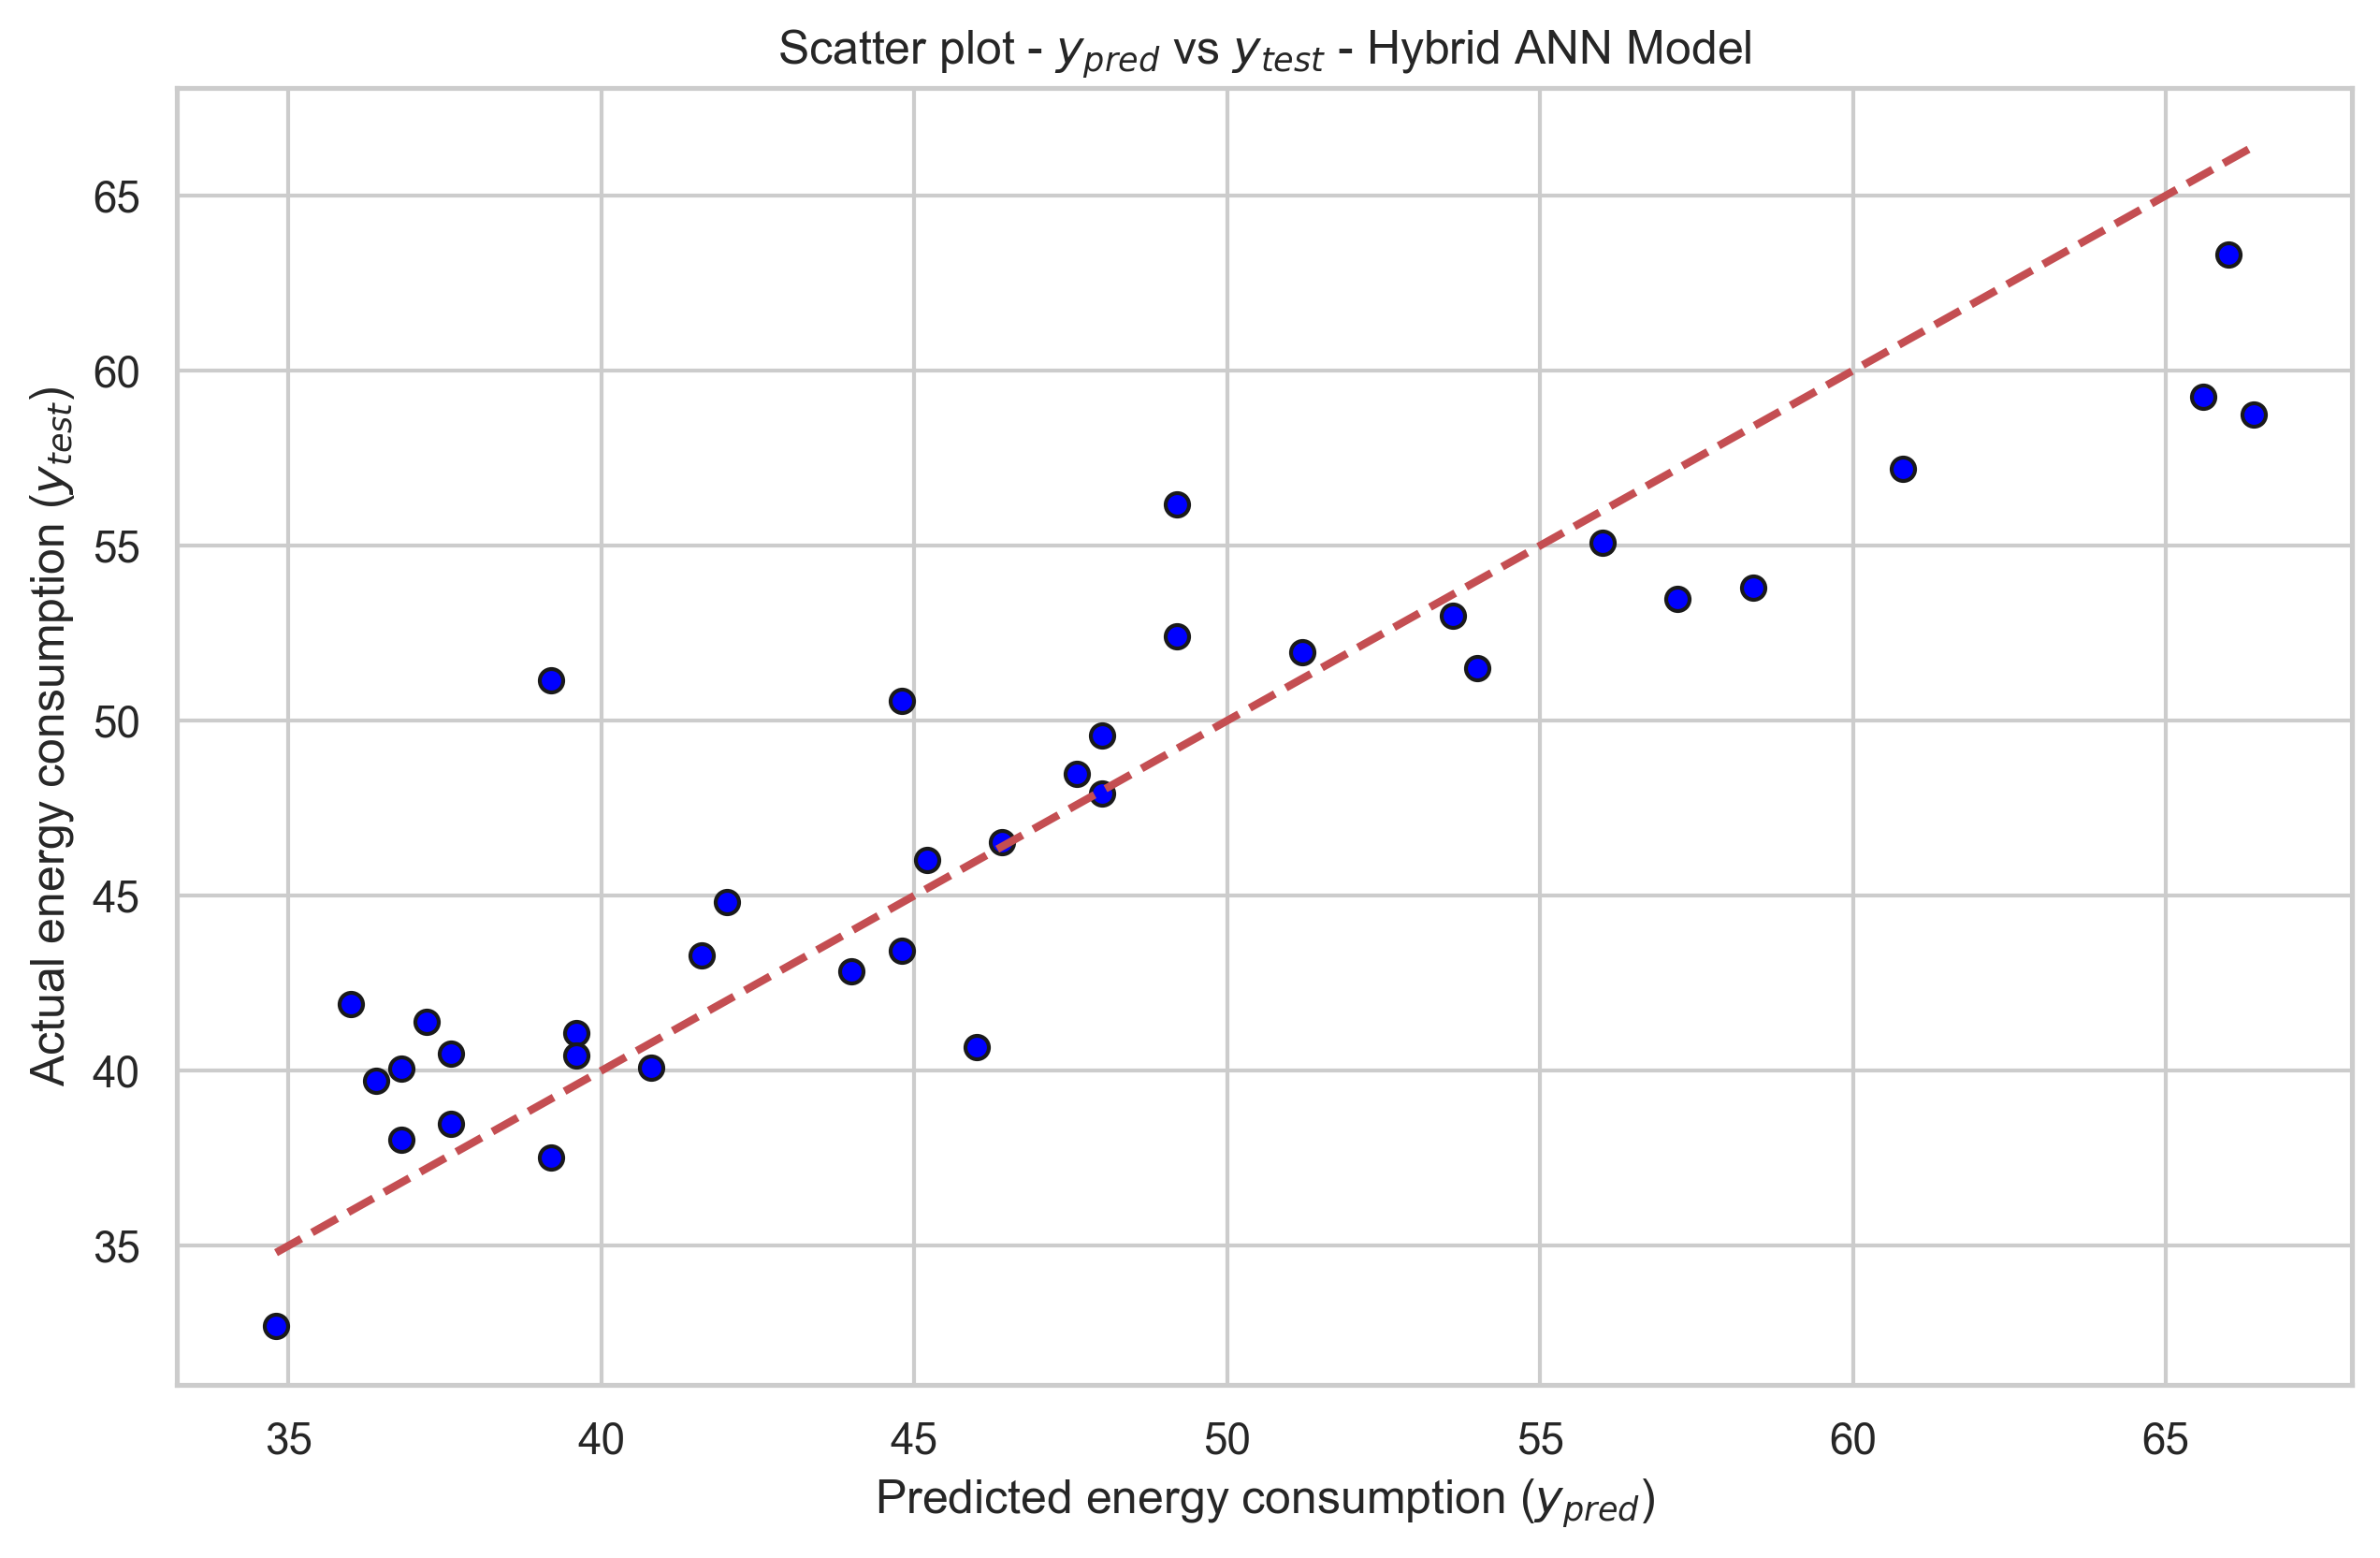 Scatter plot - y_pred vs y_test - Hybrid ANN Model
Actual energy consumption (y_test)
65
60
55
50
45
40
35
35 40 45 50 55 60 65
Predicted energy consumption (y_pred)